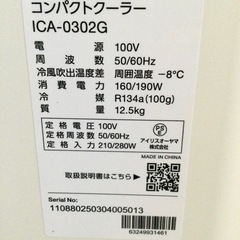 コンパクトクーラー
ICA-0302G
電源 100V
周波数 50/60Hz
冷風吹出温度差 周囲温度 -8℃
消費電力 160/190W
冷媒 R134a(100g)
質量 12.5kg
定格電圧 100V
定格周波数 50/60Hz
定格消費電力 210/280W
PSE
アイリスオーヤマ
株式会社
MADE IN CHINA
取扱説明書はこちら▶
Serial No:
110880250304005013
63249931461